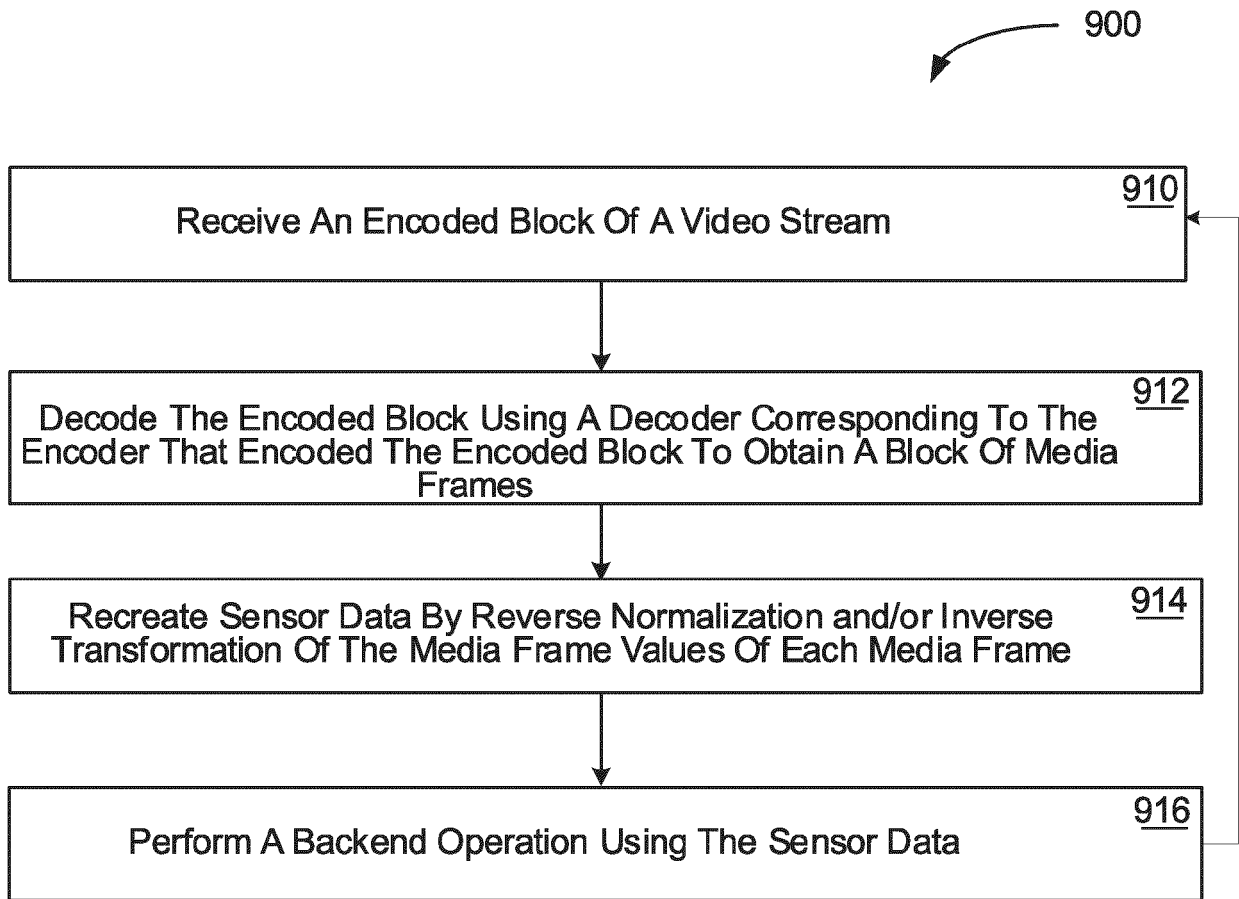 900
910
Receive An Encoded Block Of A Video Stream
912
Decode The Encoded Block Using A Decoder Corresponding To The
Encoder That Encoded The Encoded Block To Obtain A Block Of Media
Frames
914
Recreate Sensor Data By Reverse Normalization and/or Inverse
Transformation Of The Media Frame Values Of Each Media Frame
916
Perform A Backend Operation Using The Sensor Data